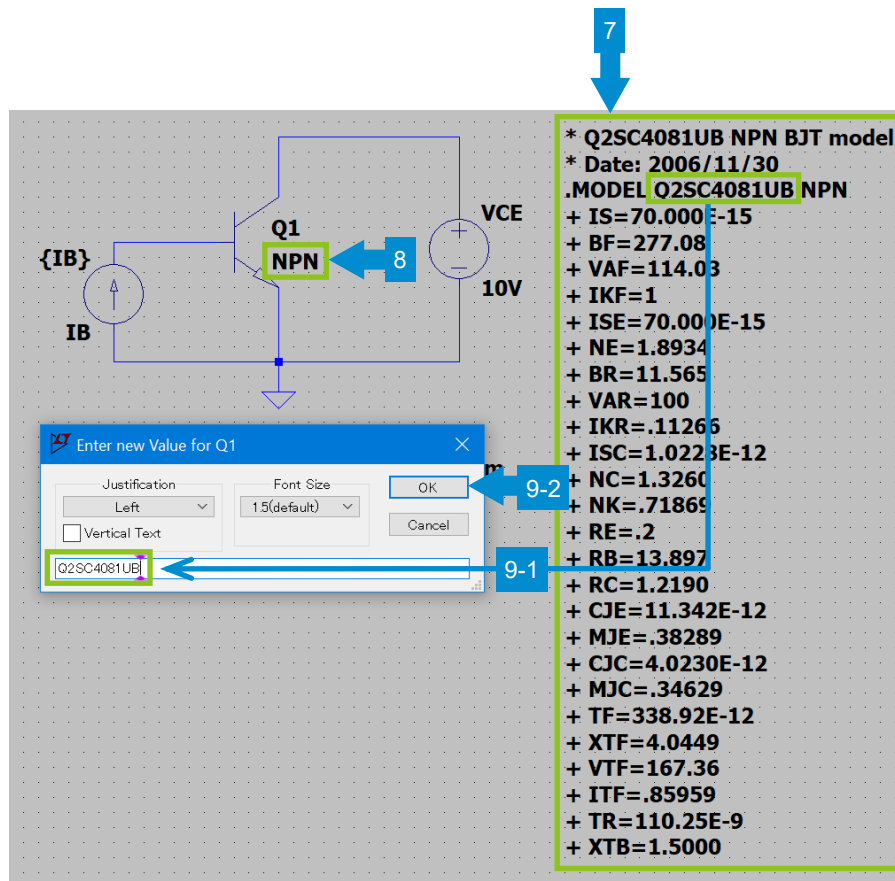 7
* Q2SC4081UB NPN BJT model
* Date: 2006/11/30
.MODEL Q2SC4081UB NPN
+ IS=70.000E-15
+ BF=277.08
+ VAF=114.03
+ IKF=1
+ ISE=70.000E-15
+ NE=1.8934
+ BR=11.565
+ VAR=100
+ IKR=.11266
+ ISC=1.0223E-12
+ NC=1.3260
+ NK=.71869
+ RE=.2
+ RB=13.897
+ RC=1.2190
+ CJE=11.342E-12
+ MJE=.38289
+ CJC=4.0230E-12
+ MJC=.34629
+ TF=338.92E-12
+ XTF=4.0449
+ VTF=167.36
+ ITF=.85959
+ TR=110.25E-9
+ XTB=1.5000
Q1
NPN
8
VCE
10V
{IB}
IB
Enter new Value for Q1
Justification
Left
Vertical Text
Font Size
1.5(default)
OK
Cancel
9-2
Q2SC4081UB
9-1